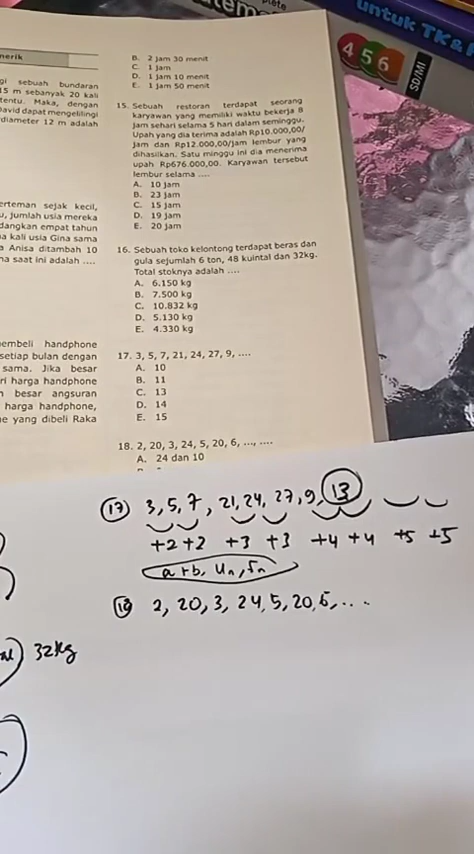 untuk TK &
4 5 6
SD/MI
nerik
gi sebuah bundaran
15 m sebanyak 20 kali
tentu. Maka, dengan
David dapat mengelilingi
diameter 12 m adalah
erteman sejak kecil,
u, jumlah usia mereka
dangkan empat tahun
a kali usia Gina sama
a Anisa ditambah 10
na saat ini adalah ....
embeli handphone
setiap bulan dengan
sama. Jika besar
ri harga handphone
n besar angsuran
harga handphone,
e yang dibeli Raka
B. 2 jam 30 menit
C. 1 jam
D. 1 jam 10 menit
E. 1 jam 50 menit
15. Sebuah restoran terdapat seorang
karyawan yang memiliki waktu bekerja 8
jam sehari selama 5 hari dalam seminggu.
Upah yang dia terima adalah Rp10.000,00/
jam dan Rp12.000,00/jam lembur yang
dihasilkan. Satu minggu ini dia menerima
upah Rp676.000,00. Karyawan tersebut
lembur selama ....
A. 10 jam
B. 23 jam
C. 15 jam
D. 19 jam
E. 20 jam
16. Sebuah toko kelontong terdapat beras dan
gula sejumlah 6 ton, 48 kuintal dan 32kg.
Total stoknya adalah ....
A. 6.150 kg
B. 7.500 kg
C. 10.832 kg
D. 5.130 kg
E. 4.330 kg
17. 3, 5, 7, 21, 24, 27, 9, ....
A. 10
B. 11
C. 13
D. 14
E. 15
18. 2, 20, 3, 24, 5, 20, 6, ...., ....
A. 24 dan 10
17 3, 5, 7, 21, 24, 27, 9, 13
+2 +2 +3 +3 +4 +4 +5 +5
a+b, Un, Sn
18 2, 20, 3, 24, 5, 20, 6, ...
32kg